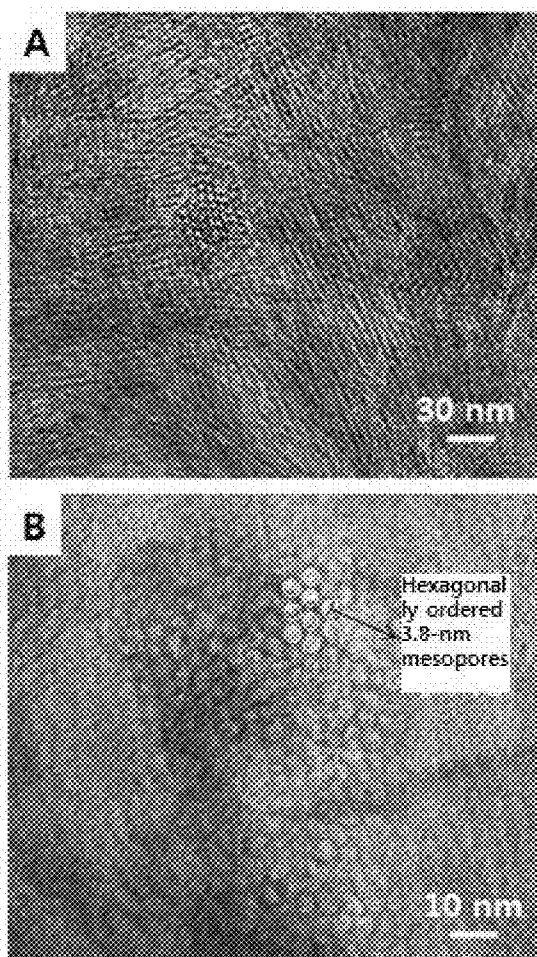 A
30 nm
B
Hexagonal
ly ordered
3.8-nm
mesopores
10 nm